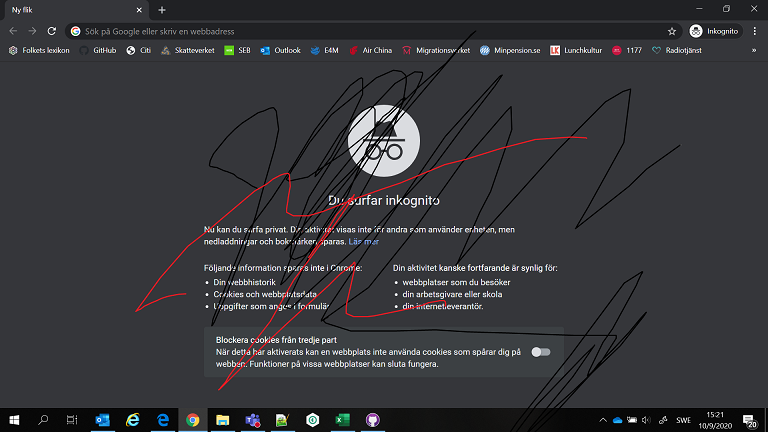 Ny flik
Sök på Google eller skriv en webbadress
Inkognito
Folkets lexikon GitHub Citi Skatteverket SEB Outlook E4M Air China Migrationsverket Minpension.se LK Lunchkultur 1177 Radiotjänst »
Du surfar inkognito
Nu kan du surfa privat. Din aktivitet visas inte för andra som använder enheten, men
nedladdningar och bokmärken sparas. Läs mer
Följande information sparas inte i Chrome:
• Din webbhistorik
• Cookies och webbplatsdata
• Uppgifter som anges i formulär
Din aktivitet kanske fortfarande är synlig för:
• webbplatser som du besöker
• din arbetsgivare eller skola
• din internetleverantör.
Blockera cookies från tredje part
När detta har aktiverats kan en webbplats inte använda cookies som spårar dig på
webben. Funktioner på vissa webbplatser kan sluta fungera.
SWE
15:21
10/9/2020
20